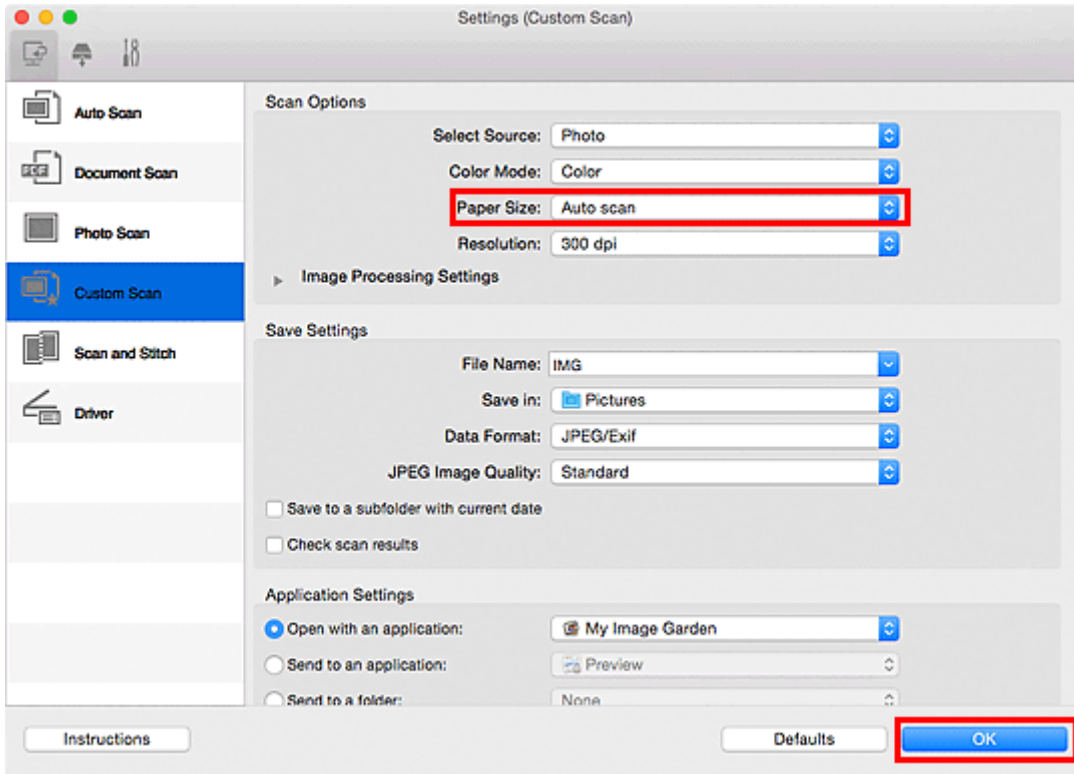 Settings (Custom Scan)
Auto Scan
PDF
Document Scan
Photo Scan
Custom Scan
Scan and Stitch
Driver
Scan Options
Select Source: Photo
Color Mode: Color
Paper Size: Auto scan
Resolution: 300 dpi
Image Processing Settings
Save Settings
File Name: IMG
Save in: Pictures
Data Format: JPEG/Exif
JPEG Image Quality: Standard
Save to a subfolder with current date
Check scan results
Application Settings
Open with an application: My Image Garden
Send to an application: Preview
Send to a folder: None
Instructions
Defaults
OK